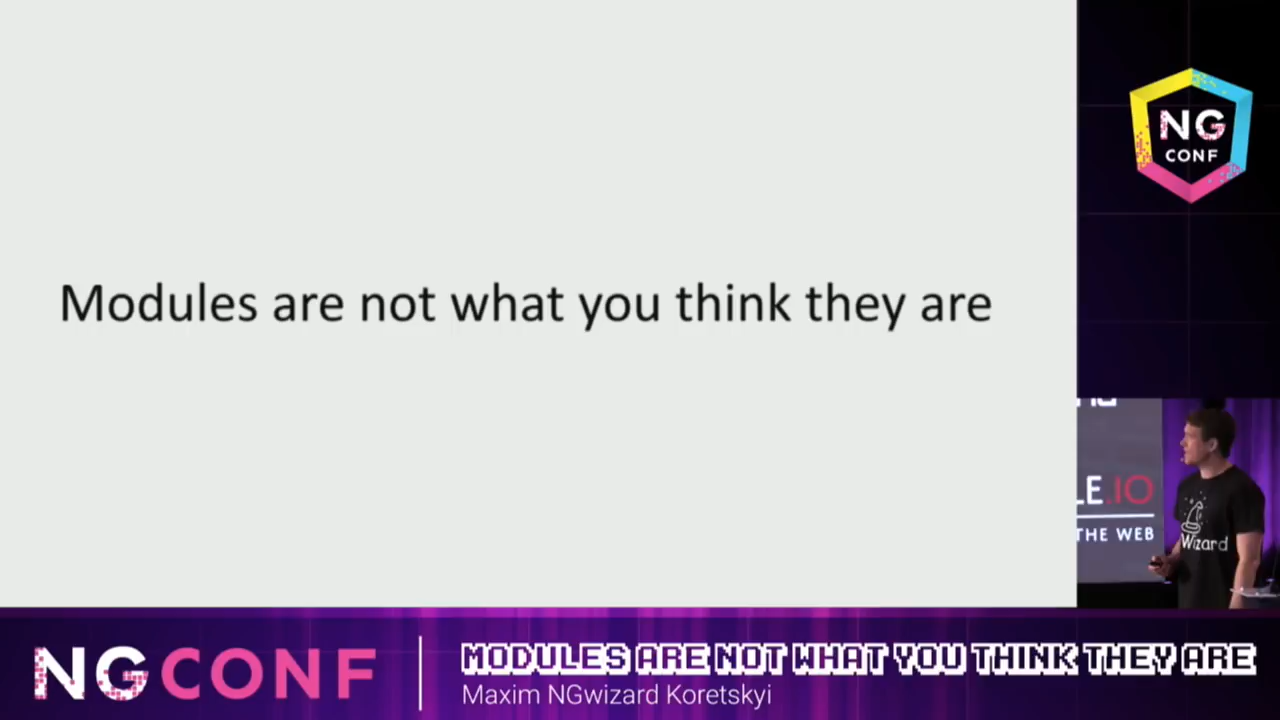 Modules are not what you think they are
NG
CONF
LE.IO
THE WEB
Wizard
NGCONF
MODULES ARE NOT WHAT YOU THINK THEY ARE
Maxim NGwizard Koretskyi